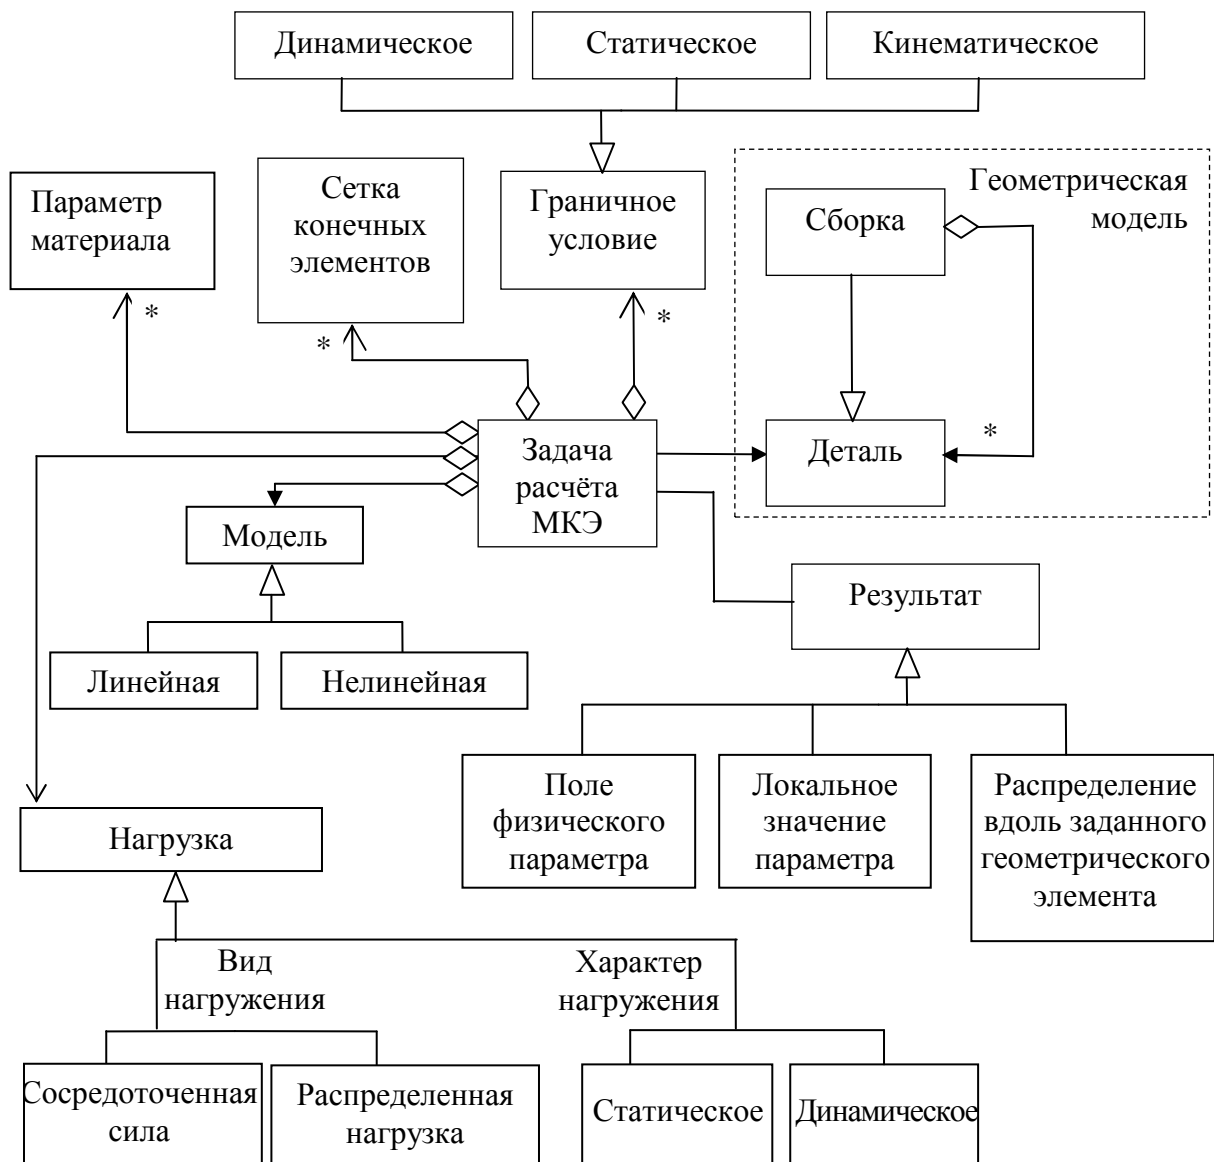 Динамическое
Статическое
Кинематическое
Параметр
материала
*
Сетка
конечных
элементов
*
Граничное
условие
*
Геометрическая
модель
Сборка
*
Деталь
Задача
расчёта
МКЭ
Модель
Линейная
Нелинейная
Результат
Поле
физического
параметра
Локальное
значение
параметра
Распределение
вдоль заданного
геометрического
элемента
Нагрузка
Вид
нагружения
Характер
нагружения
Сосредоточенная
сила
Распределенная
нагрузка
Статическое
Динамическое